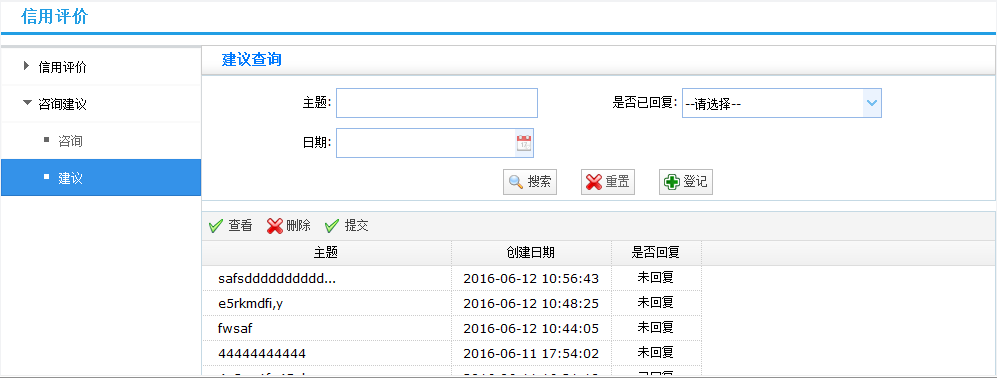 信用评价
信用评价
咨询建议
咨询
建议
建议查询
主题:
是否已回复: --请选择--
日期:
搜索 重置 登记
查看 删除 提交
主题 创建日期 是否回复
safsdddddddddd... 2016-06-12 10:56:43 未回复
e5rkmdfi,y 2016-06-12 10:48:25 未回复
fwsaf 2016-06-12 10:44:05 未回复
44444444444 2016-06-11 17:54:02 未回复